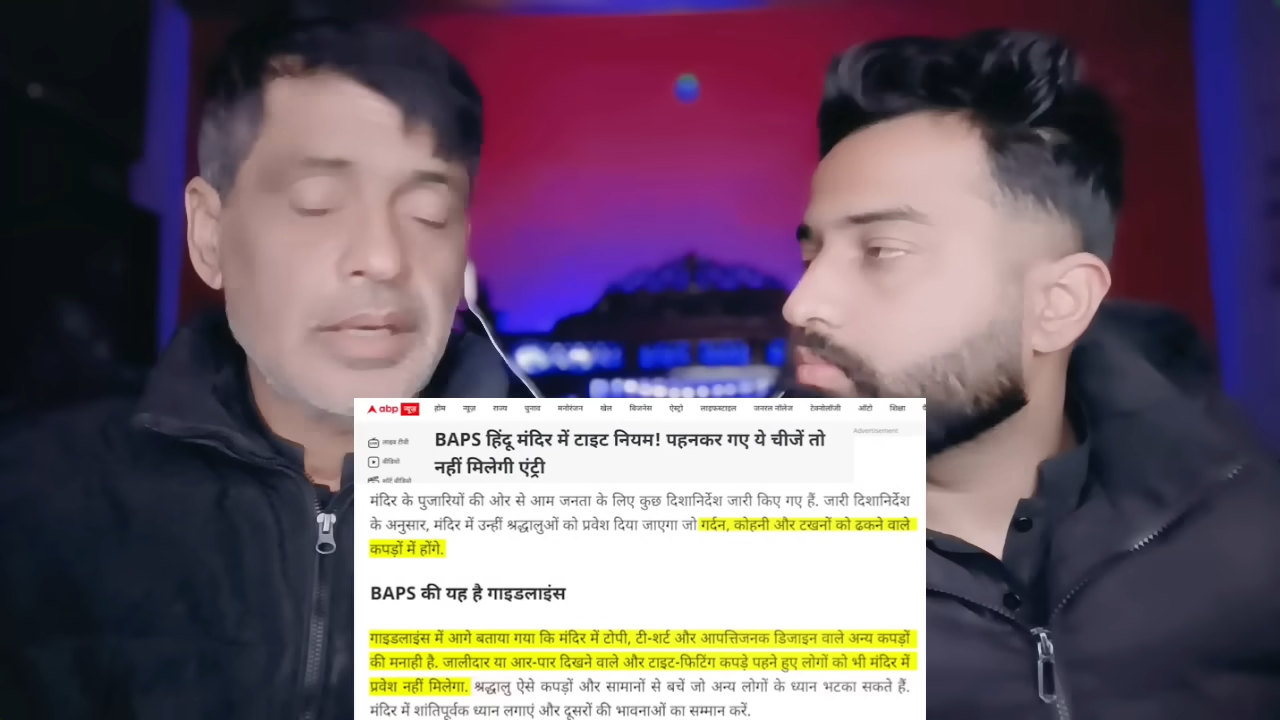 abp न्यूज़ होम न्यूज़ राज्य चुनाव मनोरंजन खेल बिजनेस ऐस्ट्रो लाइफस्टाइल जनरल नॉलेज टेक्नोलॉजी ऑटो शिक्षा
Advertisement
लाइव टीवी
वीडियो
शॉर्ट वीडियो
BAPS हिंदू मंदिर में टाइट नियम! पहनकर गए ये चीजें तो
नहीं मिलेगी एंट्री
मंदिर के पुजारियों की ओर से आम जनता के लिए कुछ दिशानिर्देश जारी किए गए हैं. जारी दिशानिर्देश
के अनुसार, मंदिर में उन्हीं श्रद्धालुओं को प्रवेश दिया जाएगा जो गर्दन, कोहनी और टखनों को ढकने वाले
कपड़ों में होंगे.
BAPS की यह है गाइडलाइंस
गाइडलाइंस में आगे बताया गया कि मंदिर में टोपी, टी-शर्ट और आपत्तिजनक डिजाइन वाले अन्य कपड़ों
की मनाही है. जालीदार या आर-पार दिखने वाले और टाइट-फिटिंग कपड़े पहने हुए लोगों को भी मंदिर में
प्रवेश नहीं मिलेगा. श्रद्धालु ऐसे कपड़ों और सामानों से बचें जो अन्य लोगों के ध्यान भटका सकते हैं.
मंदिर में शांतिपूर्वक ध्यान लगाएं और दूसरों की भावनाओं का सम्मान करें.